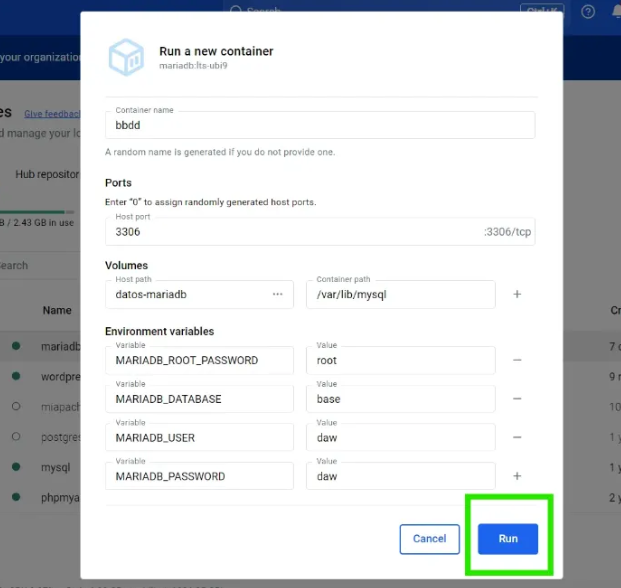 Search
Ctrl+K
your organization
Run a new container
mariadb:lts-ubi9
Give feedback
d manage your lo
Container name
bbdd
A random name is generated if you do not provide one.
Hub repositor
Ports
Enter "0" to assign randomly generated host ports.
Host port
3306
:3306/tcp
B / 2.43 GB in use
Volumes
Search
Host path
datos-mariadb
...
Container path
/var/lib/mysql
+
Name
Environment variables
mariadb
Variable
MARIADB_ROOT_PASSWORD
Value
root
−
7
wordpre
Variable
MARIADB_DATABASE
Value
base
−
9
miapach
10
postgres
Variable
MARIADB_USER
Value
daw
−
1
mysql
Variable
MARIADB_PASSWORD
Value
daw
+
1
phpmya
2
Cancel
Run